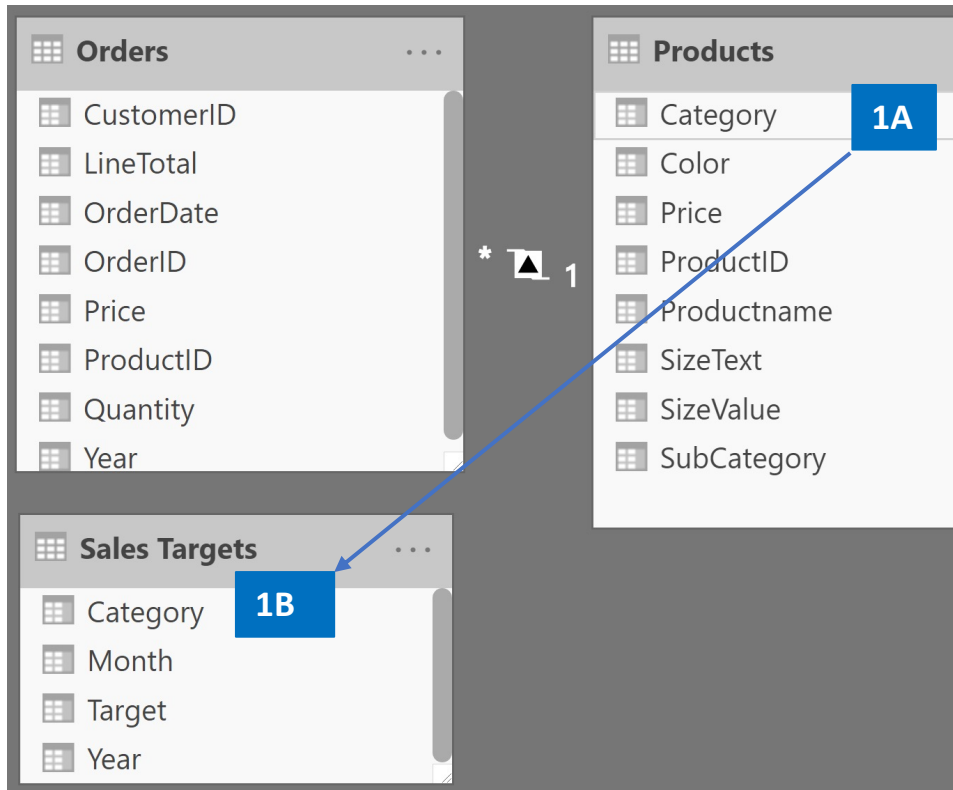 Orders
CustomerID
LineTotal
OrderDate
OrderID
Price
ProductID
Quantity
Year
* 1
Products
Category 1A
Color
Price
ProductID
Productname
SizeText
SizeValue
SubCategory
Sales Targets
Category 1B
Month
Target
Year